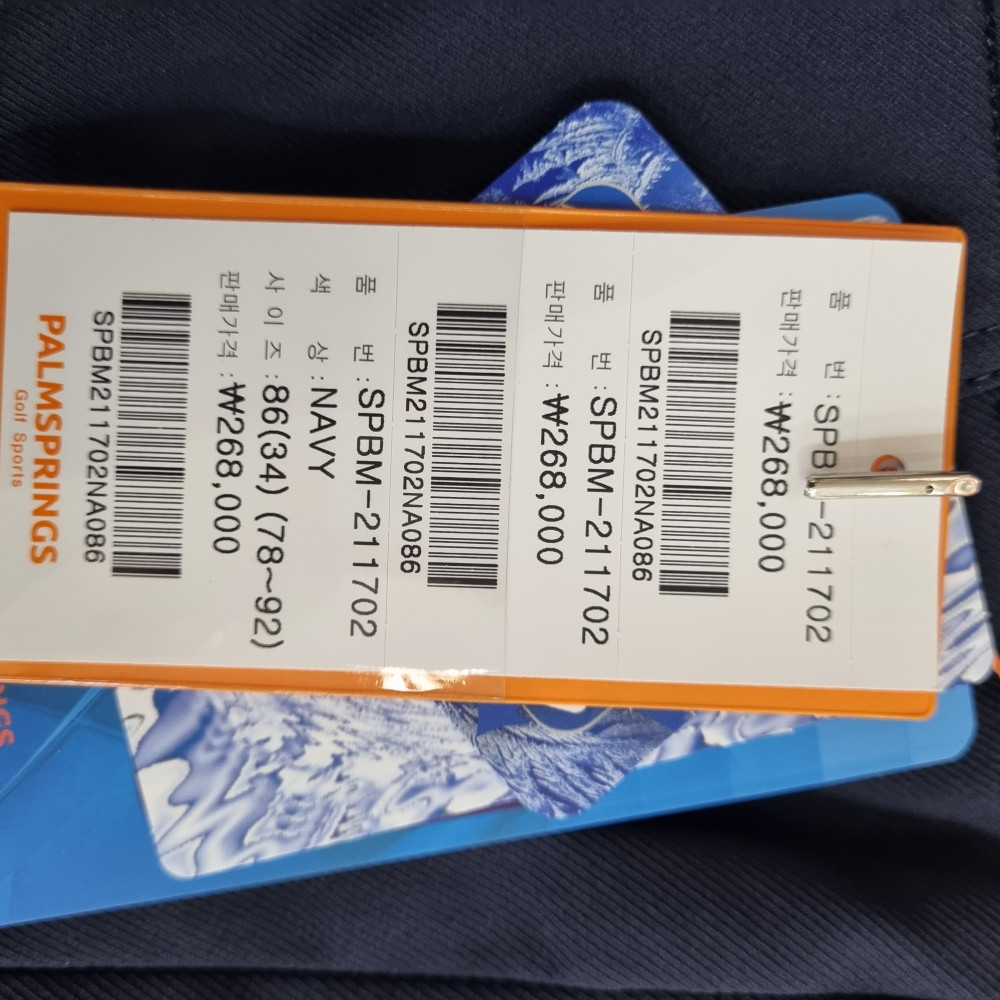 품 번 : SPB-211702
판매가격 : ₩268,000
SPBM211702NA086
품 번 : SPBM-211702
판매가격 : ₩268,000
SPBM211702NA086
품 번 : SPBM-211702
색 상 : NAVY
사 이 즈 : 86(34) (78~92)
판매가격 : ₩268,000
SPBM211702NA086
PALMSPRINGS
Golf Sports